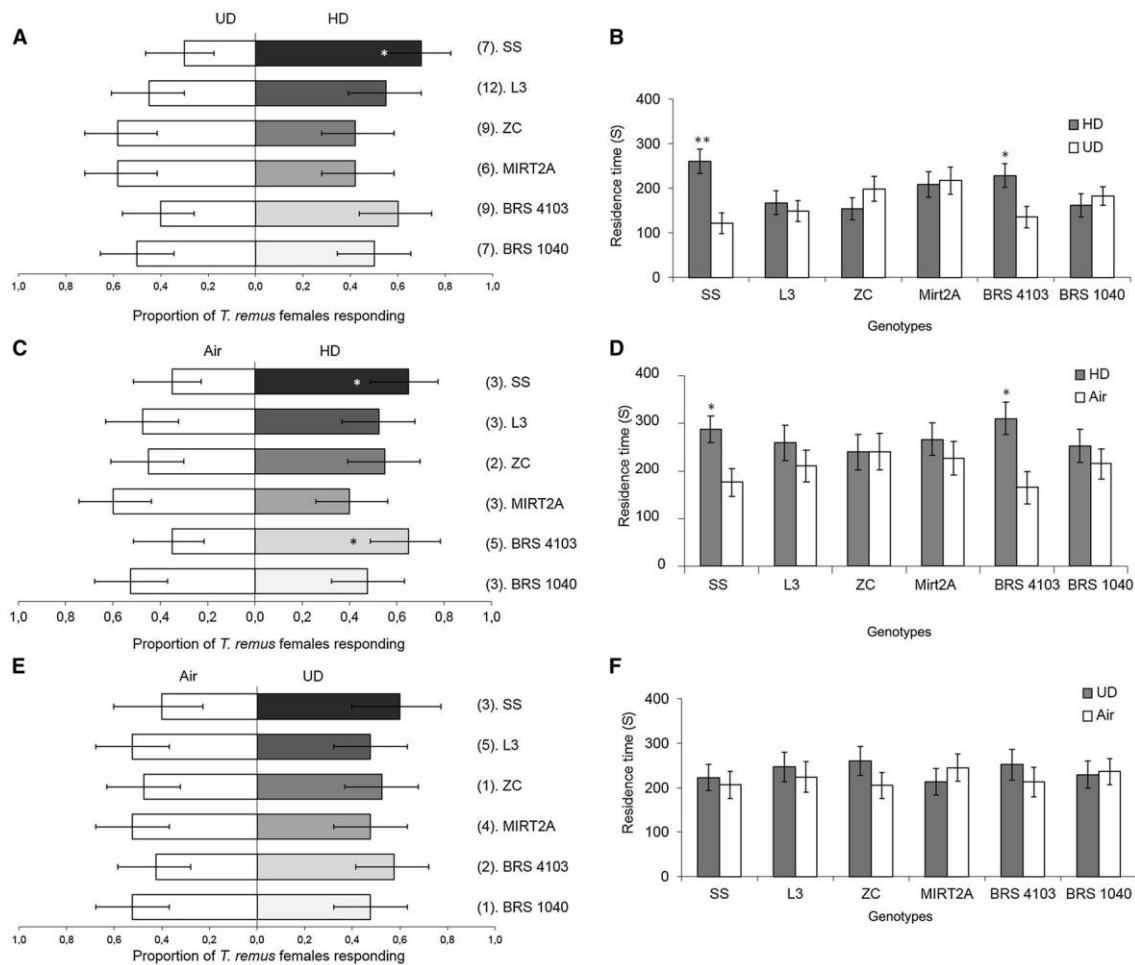 A
UD HD
(7). SS
(12). L3
(9). ZC
(6). MIRT2A
(9). BRS 4103
(7). BRS 1040
*
1,0 0,8 0,6 0,4 0,2 0,0 0,2 0,4 0,6 0,8 1,0
Proportion of T. remus females responding
B
HD
UD
Residence time (S)
400
300
200
100
0
** *
SS L3 ZC Mirt2A BRS 4103 BRS 1040
Genotypes
C
Air HD
(3). SS
(3). L3
(2). ZC
(3). MIRT2A
(5). BRS 4103
(3). BRS 1040
*
*
1,0 0,8 0,6 0,4 0,2 0,0 0,2 0,4 0,6 0,8 1,0
Proportion of T. remus females responding
D
HD
Air
Residence time (S)
400
300
200
100
0
* *
SS L3 ZC Mirt2A BRS 4103 BRS 1040
Genotypes
E
Air UD
(3). SS
(5). L3
(1). ZC
(4). MIRT2A
(2). BRS 4103
(1). BRS 1040
1,0 0,8 0,6 0,4 0,2 0,0 0,2 0,4 0,6 0,8 1,0
Proportion of T. remus females responding
F
UD
Air
Residence time (S)
400
300
200
100
0
SS L3 ZC MIRT2A BRS 4103 BRS 1040
Genotypes